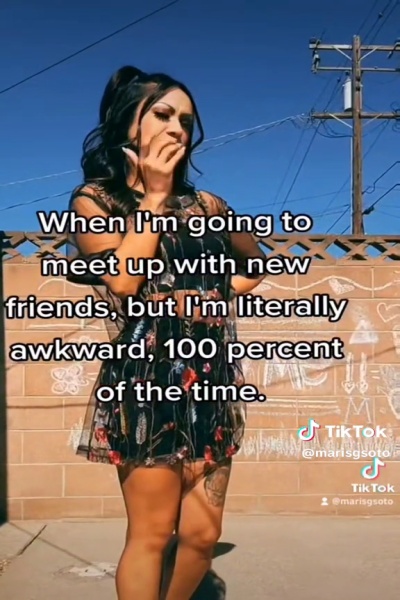 When I'm going to
meet up with new
friends, but I'm literally
awkward, 100 percent
of the time.
TikTok
@marisgsoto
TikTok
@marisgsoto